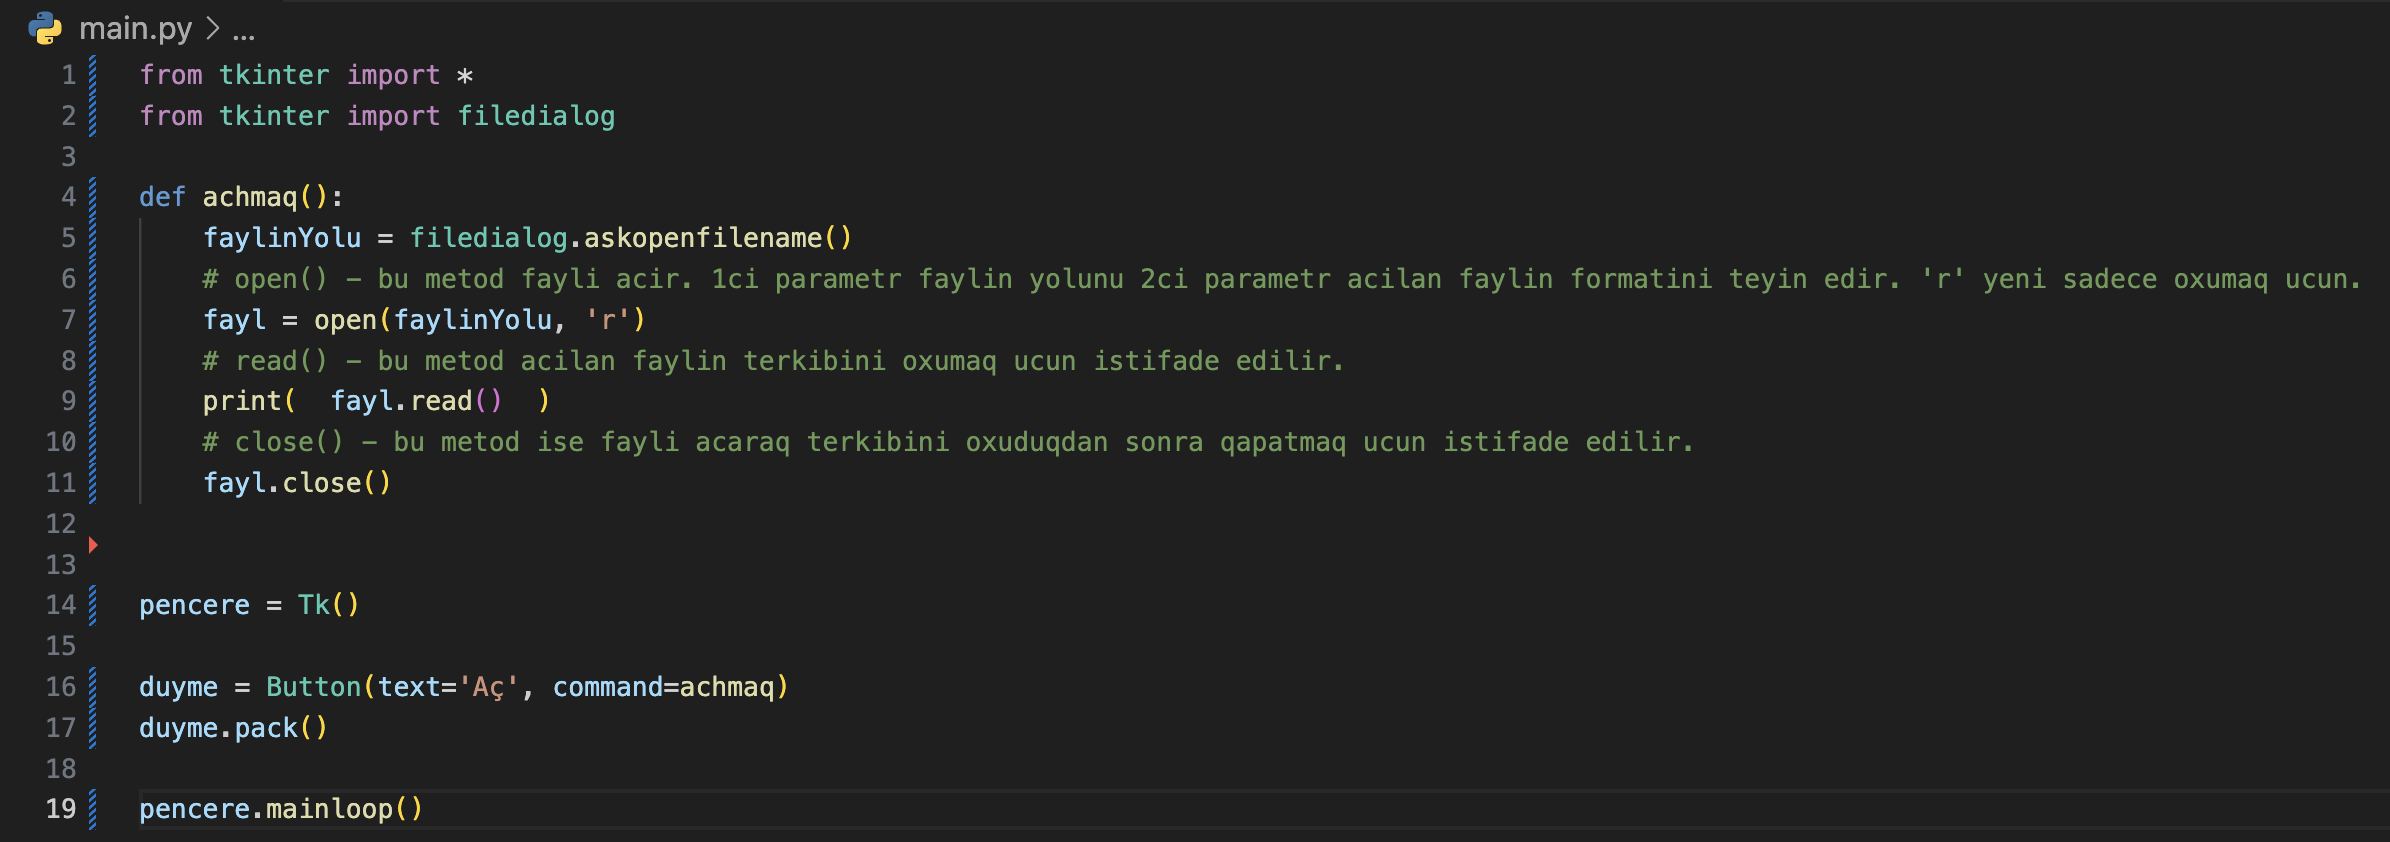 main.py > ...
1 from tkinter import *
2 from tkinter import filedialog
3
4 def achmaq():
5     faylinYolu = filedialog.askopenfilename()
6     # open() - bu metod fayli acir. 1ci parametr faylin yolunu 2ci parametr acilan faylin formatini teyin edir. 'r' yeni sadece oxumaq ucun.
7     fayl = open(faylinYolu, 'r')
8     # read() - bu metod acilan faylin terkibini oxumaq ucun istifade edilir.
9     print(  fayl.read()  )
10     # close() - bu metod ise fayli acaraq terkibini oxuduqdan sonra qapatmaq ucun istifade edilir.
11     fayl.close()
12
13
14 pencere = Tk()
15
16 duyme = Button(text='Aç', command=achmaq)
17 duyme.pack()
18
19 pencere.mainloop()